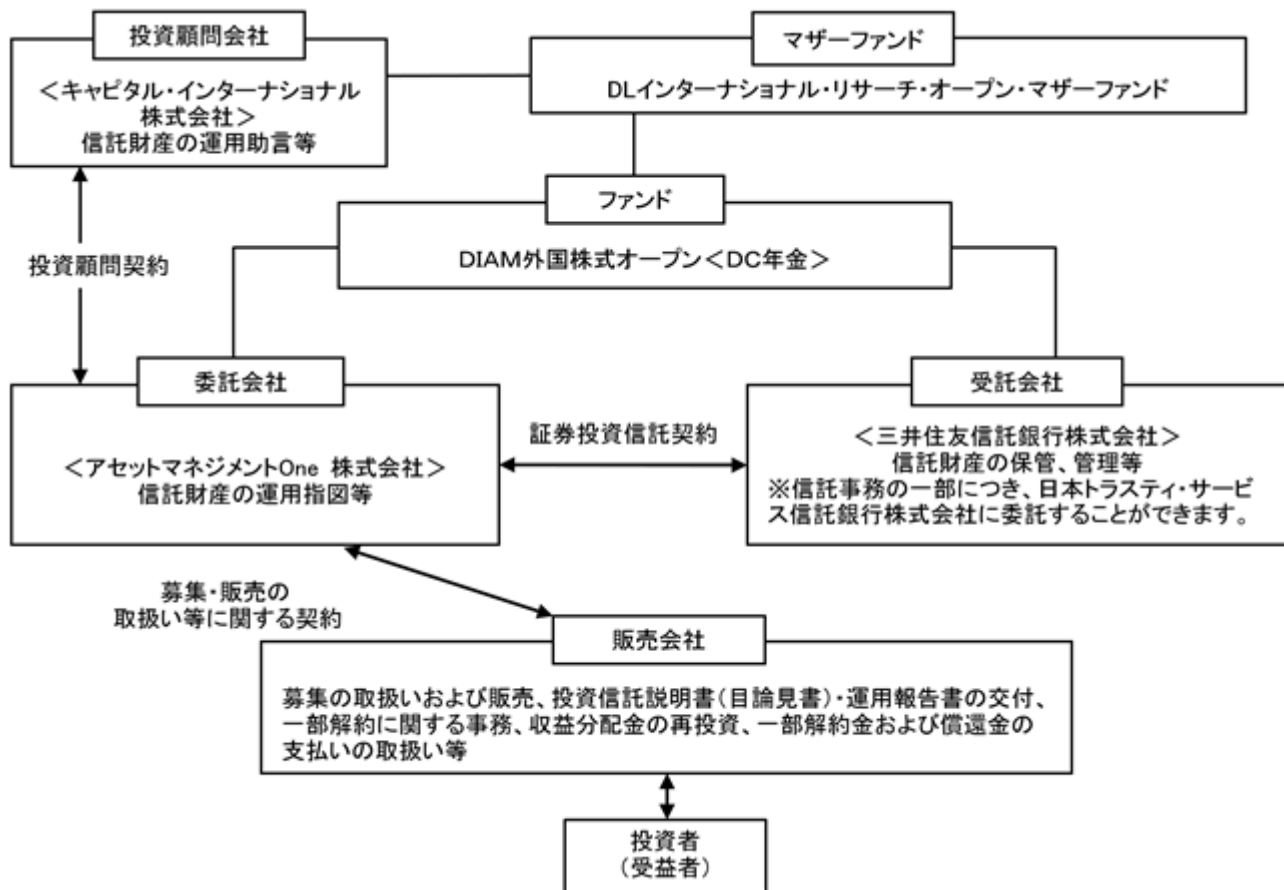 投資顧問会社
<キャピタル・インターナショナル
株式会社>
信託財産の運用助言等
マザーファンド
DLインターナショナル・リサーチ・オープン・マザーファンド
ファンド
DIAM外国株式オープン<DC年金>
投資顧問契約
委託会社
<アセットマネジメントOne 株式会社>
信託財産の運用指図等
証券投資信託契約
受託会社
<三井住友信託銀行株式会社>
信託財産の保管、管理等
※信託事務の一部につき、日本トラスティ・サービ
ス信託銀行株式会社に委託することができます。
募集・販売の
取扱い等に関する契約
販売会社
募集の取扱いおよび販売、投資信託説明書(目論見書)・運用報告書の交付、
一部解約に関する事務、収益分配金の再投資、一部解約金および償還金の
支払いの取扱い等
投資者
(受益者)